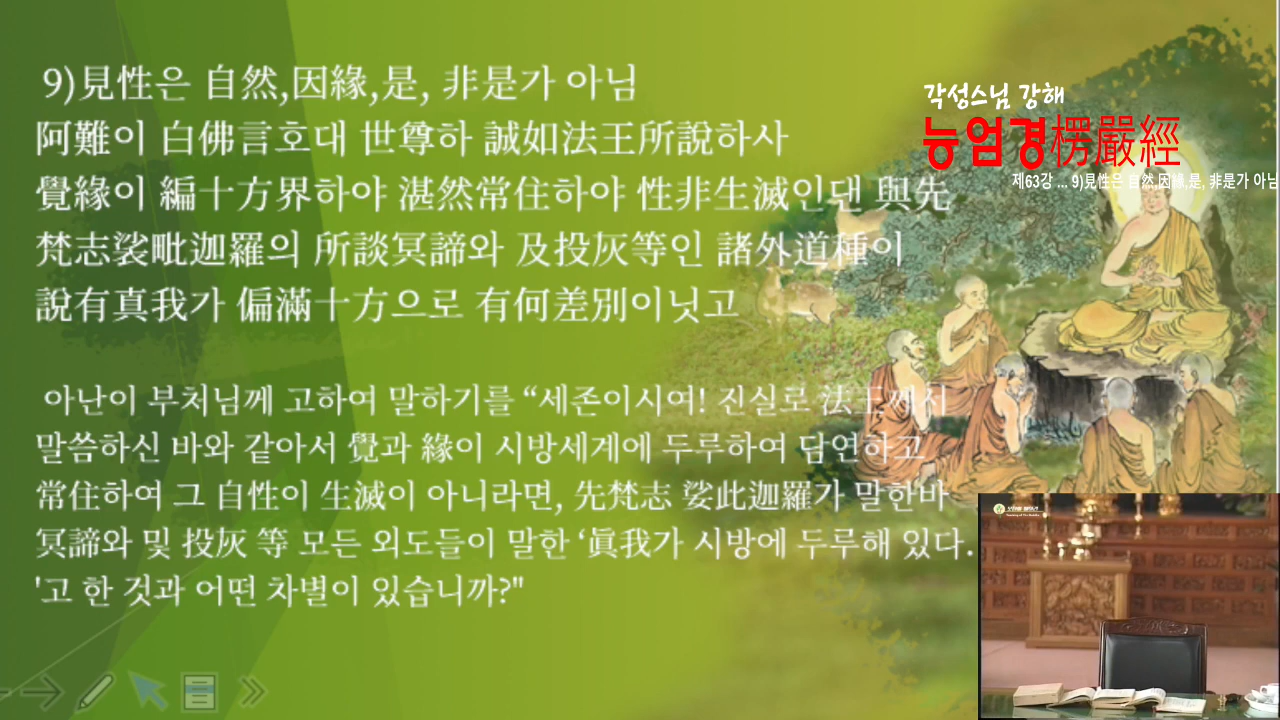 9)見性은 自然,因緣,是, 非是가 아님
阿難이 白佛言호대 世尊하 誠如法王所說하사
覺緣이 編十方界하야 湛然常住하야 性非生滅인댄 與先
梵志娑毗迦羅의 所談冥諦와 及投灰等인 諸外道種이
說有真我가 偏滿十方으로 有何差別이닛고
아난이 부처님께 고하여 말하기를 “세존이시여! 진실로 法王께서
말씀하신 바와 같아서 覺과 緣이 시방세계에 두루하여 담연하고
常住하여 그 自性이 生滅이 아니라면, 先梵志 娑此迦羅가 말한바
冥諦와 및 投灰 等 모든 외도들이 말한 ‘眞我가 시방에 두루해 있다.
'고 한 것과 어떤 차별이 있습니까?"
각성스님 강해
능엄경楞嚴經
제63강 ... 9)見性은 自然,因緣,是, 非是가 아님